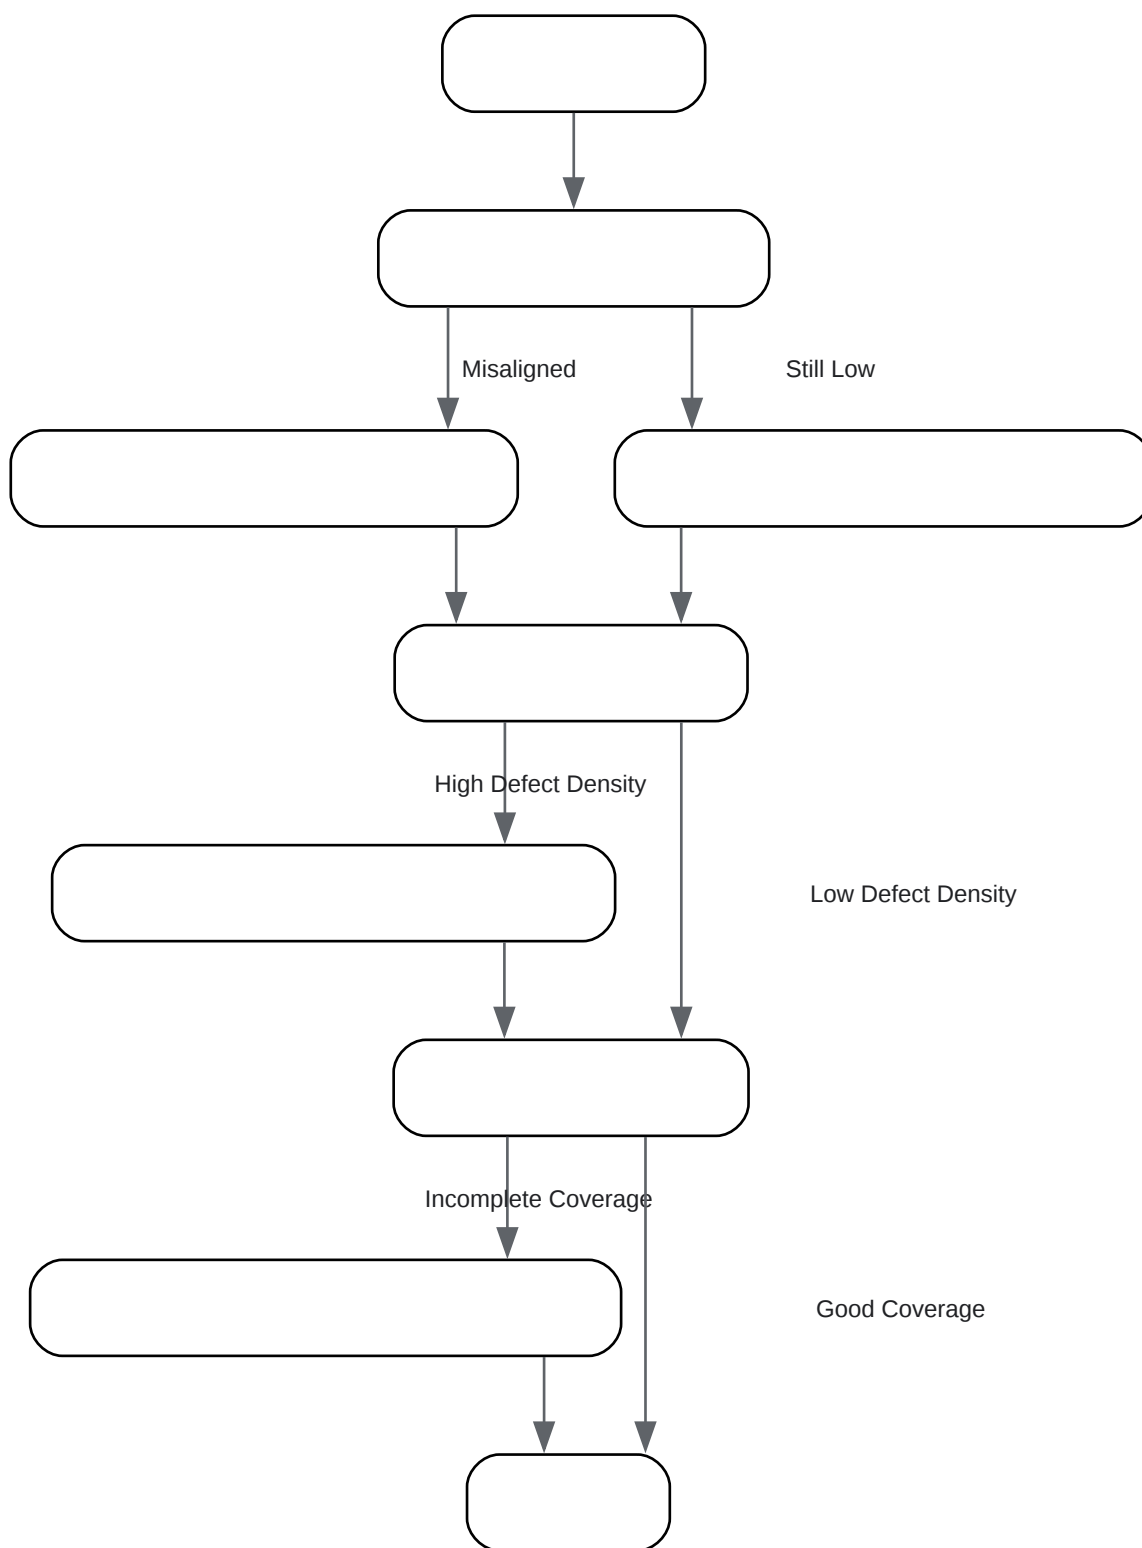 Misaligned
Still Low
High Defect Density
Low Defect Density
Incomplete Coverage
Good Coverage